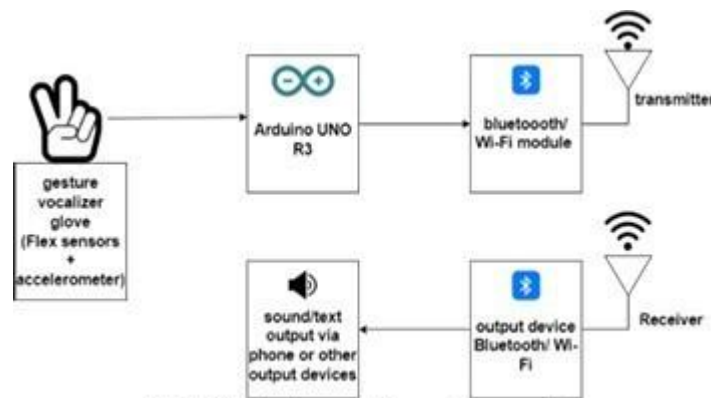 gesture
vocalizer
glove
(Flex sensors
+
accelerometer)
Arduino UNO
R3
bluetoooth/
Wi-Fi module
transmitter
sound/text
output via
phone or other
output devices
output device
Bluetooth/ Wi-
Fi
Receiver